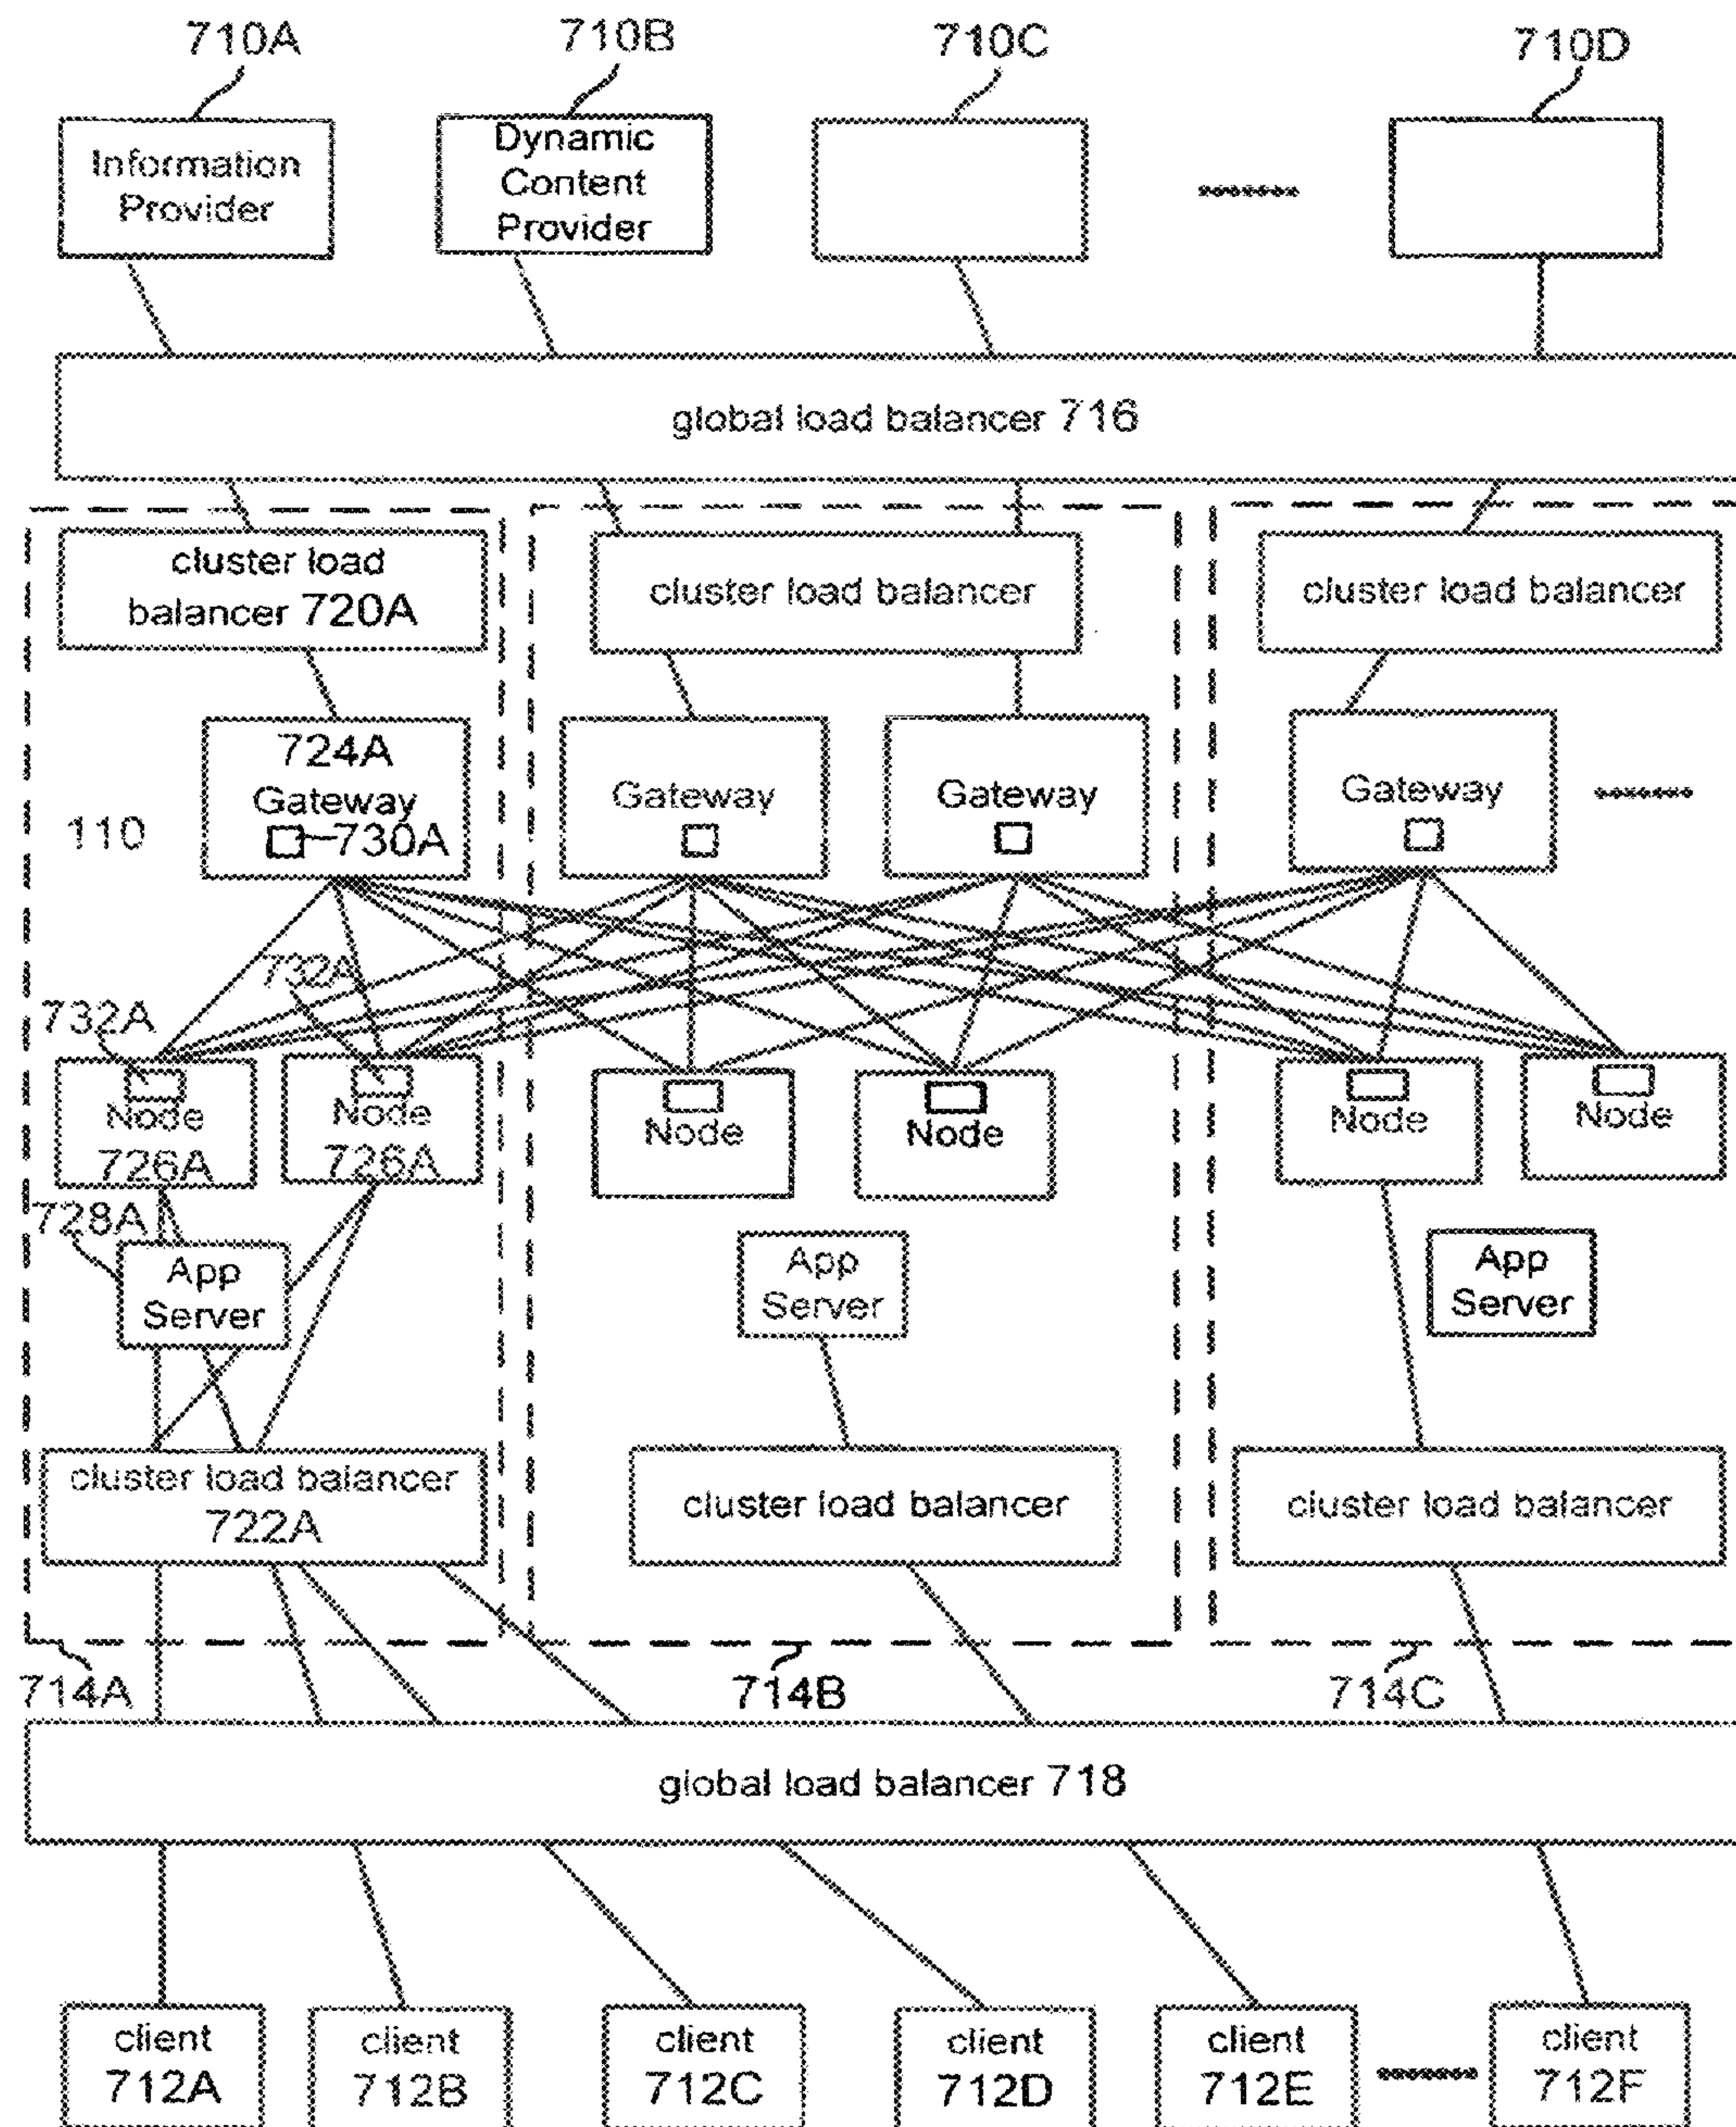 710A
710B
710C
710D
Information
Provider
Dynamic
Content
Provider
global load balancer 716
cluster load
balancer 720A
cluster load balancer
cluster load balancer
724A
Gateway
730A
Gateway
Gateway
Gateway
110
732A
732A
Node
726A
Node
726A
Node
Node
Node
Node
728A
App
Server
App
Server
App
Server
cluster load balancer
722A
cluster load balancer
cluster load balancer
714A
714B
714C
global load balancer 718
client
712A
client
712B
client
712C
client
712D
client
712E
client
712F